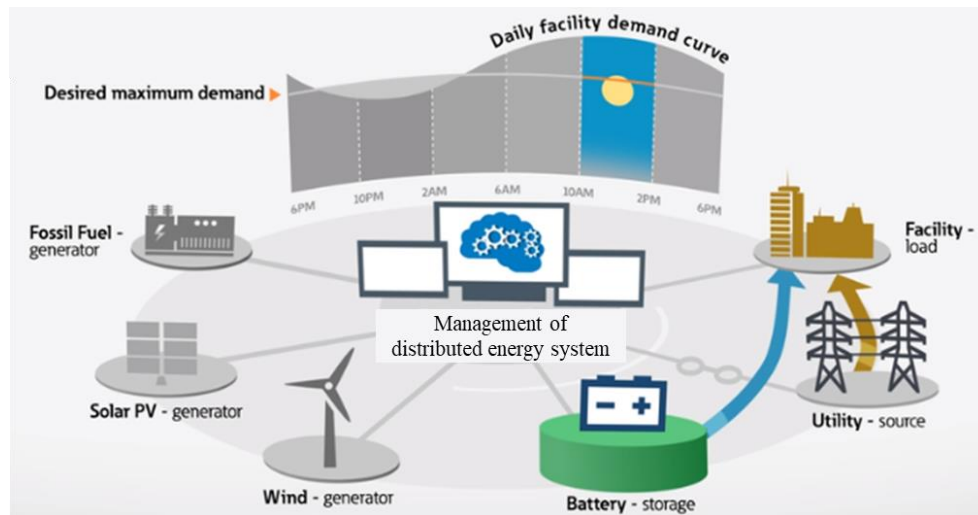 Daily facility demand curve
Desired maximum demand
6PM
10PM
2AM
6AM
10AM
2PM
6PM
Fossil Fuel -
generator
Facility -
load
Management of
distributed energy system
Solar PV - generator
Utility - source
Wind - generator
Battery - storage